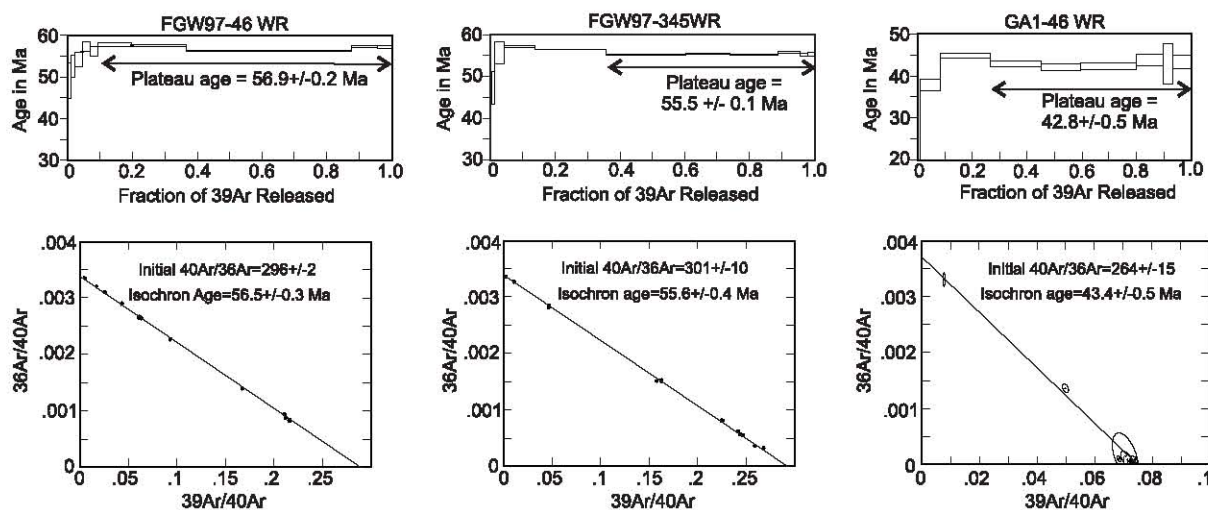 FGW97-46 WR
Age in Ma
60
50
40
30
Plateau age = 56.9+/-0.2 Ma
0 0.2 0.4 0.6 0.8 1.0
Fraction of 39Ar Released
FGW97-345WR
Age in Ma
60
50
40
30
Plateau age =
55.5 +/- 0.1 Ma
0 0.2 0.4 0.6 0.8 1.0
Fraction of 39Ar Released
GA1-46 WR
Age in Ma
60
50
40
30
20
Plateau age =
42.8+/-0.5 Ma
0 0.2 0.4 0.6 0.8 1.0
Fraction of 39Ar Released
36Ar/40Ar
.004
.003
.002
.001
0
Initial 40Ar/36Ar=296+/-2
Isochron Age=56.5+/-0.3 Ma
0 .05 .1 .15 .2 .25
39Ar/40Ar
36Ar/40Ar
.004
.003
.002
.001
0
Initial 40Ar/36Ar=301+/-10
Isochron age=55.6+/-0.4 Ma
0 .05 .1 .15 .2 .25
39Ar/40Ar
36Ar/40Ar
.004
.003
.002
.001
0
Initial 40Ar/36Ar=264+/-15
Isochron age=43.4+/-0.5 Ma
0 .02 .04 .06 .08 .1
39Ar/40Ar